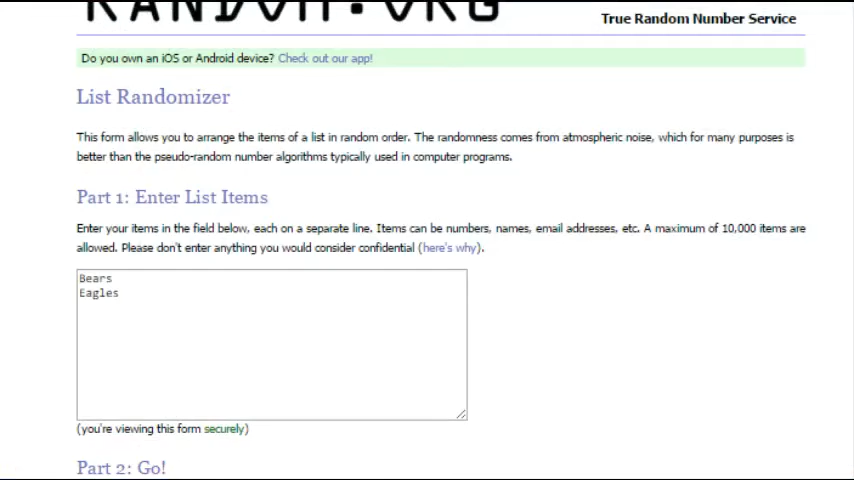 RANDOM.ORG
True Random Number Service
Do you own an iOS or Android device? Check out our app!
List Randomizer
This form allows you to arrange the items of a list in random order. The randomness comes from atmospheric noise, which for many purposes is
better than the pseudo-random number algorithms typically used in computer programs.
Part 1: Enter List Items
Enter your items in the field below, each on a separate line. Items can be numbers, names, email addresses, etc. A maximum of 10,000 items are
allowed. Please don't enter anything you would consider confidential (here's why).
Bears
Eagles
(you're viewing this form securely)
Part 2: Go!